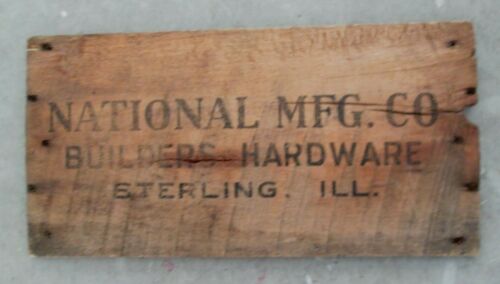 NATIONAL MFG. CO
BUILDERS HARDWARE
STERLING. ILL.